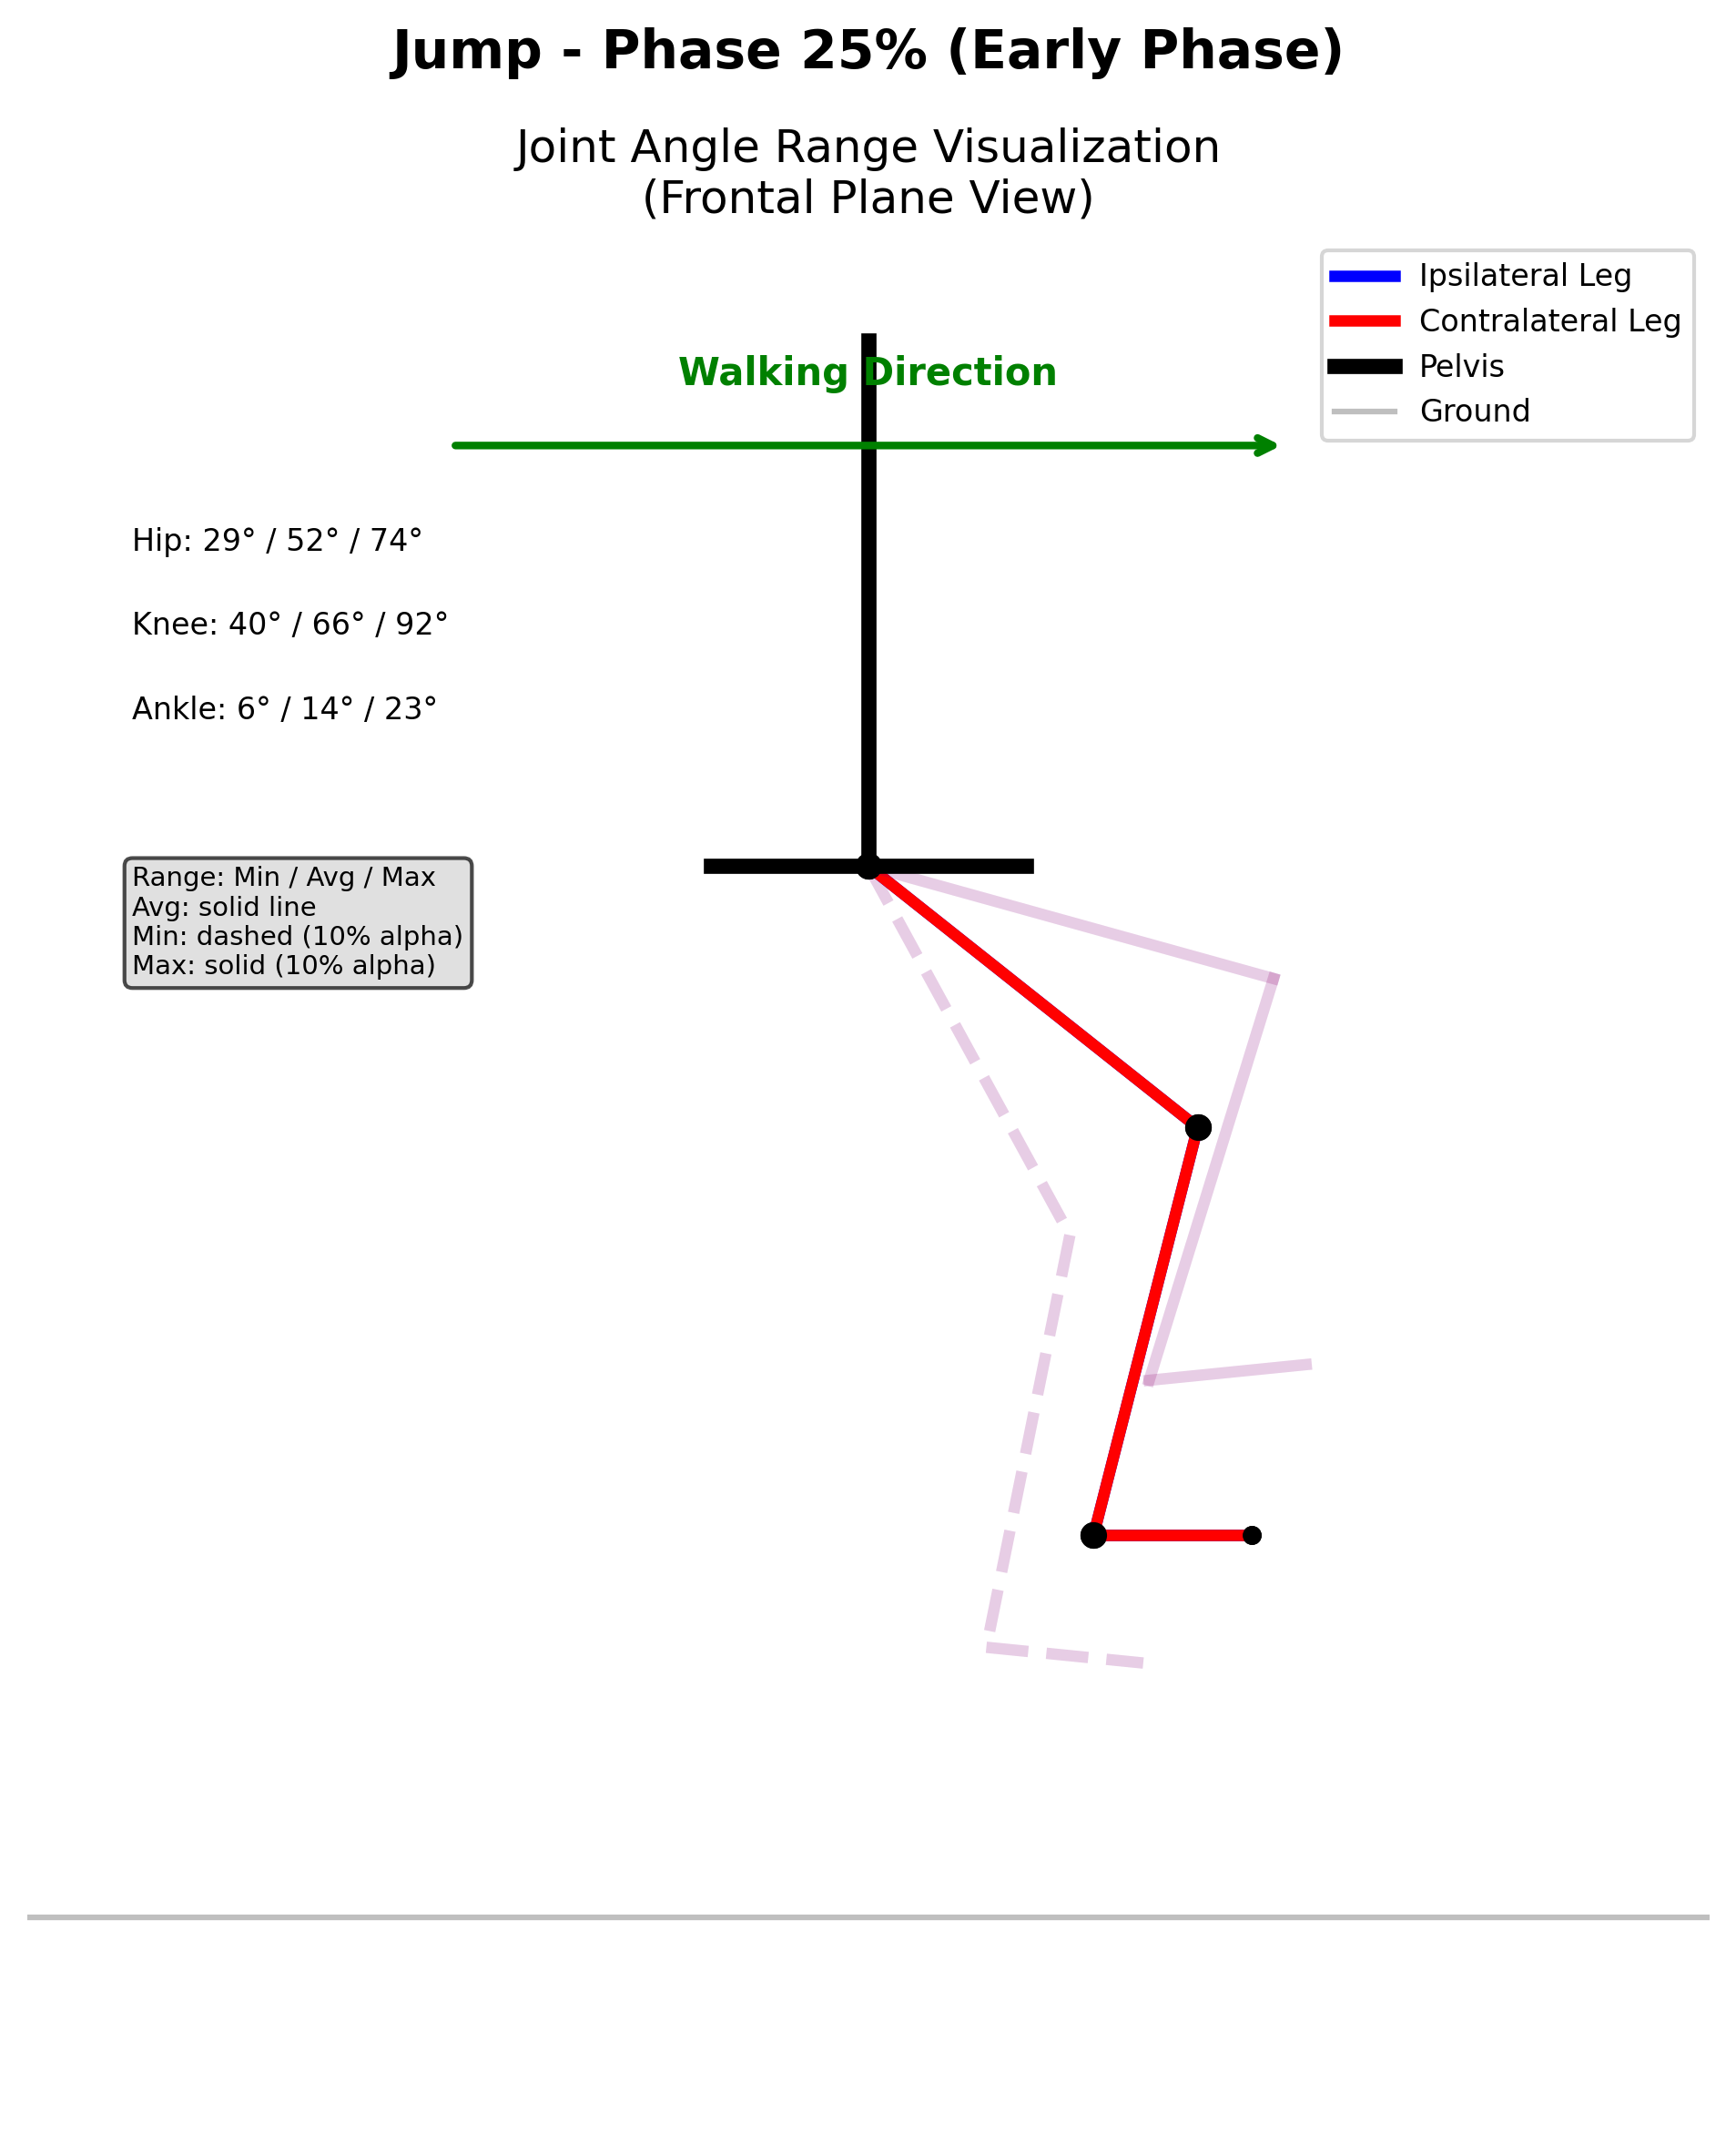 Jump - Phase 25% (Early Phase)
Joint Angle Range Visualization
(Frontal Plane View)
Ipsilateral Leg
Contralateral Leg
Pelvis
Ground
Walking Direction
Hip: 29° / 52° / 74°
Knee: 40° / 66° / 92°
Ankle: 6° / 14° / 23°
Range: Min / Avg / Max
Avg: solid line
Min: dashed (10% alpha)
Max: solid (10% alpha)